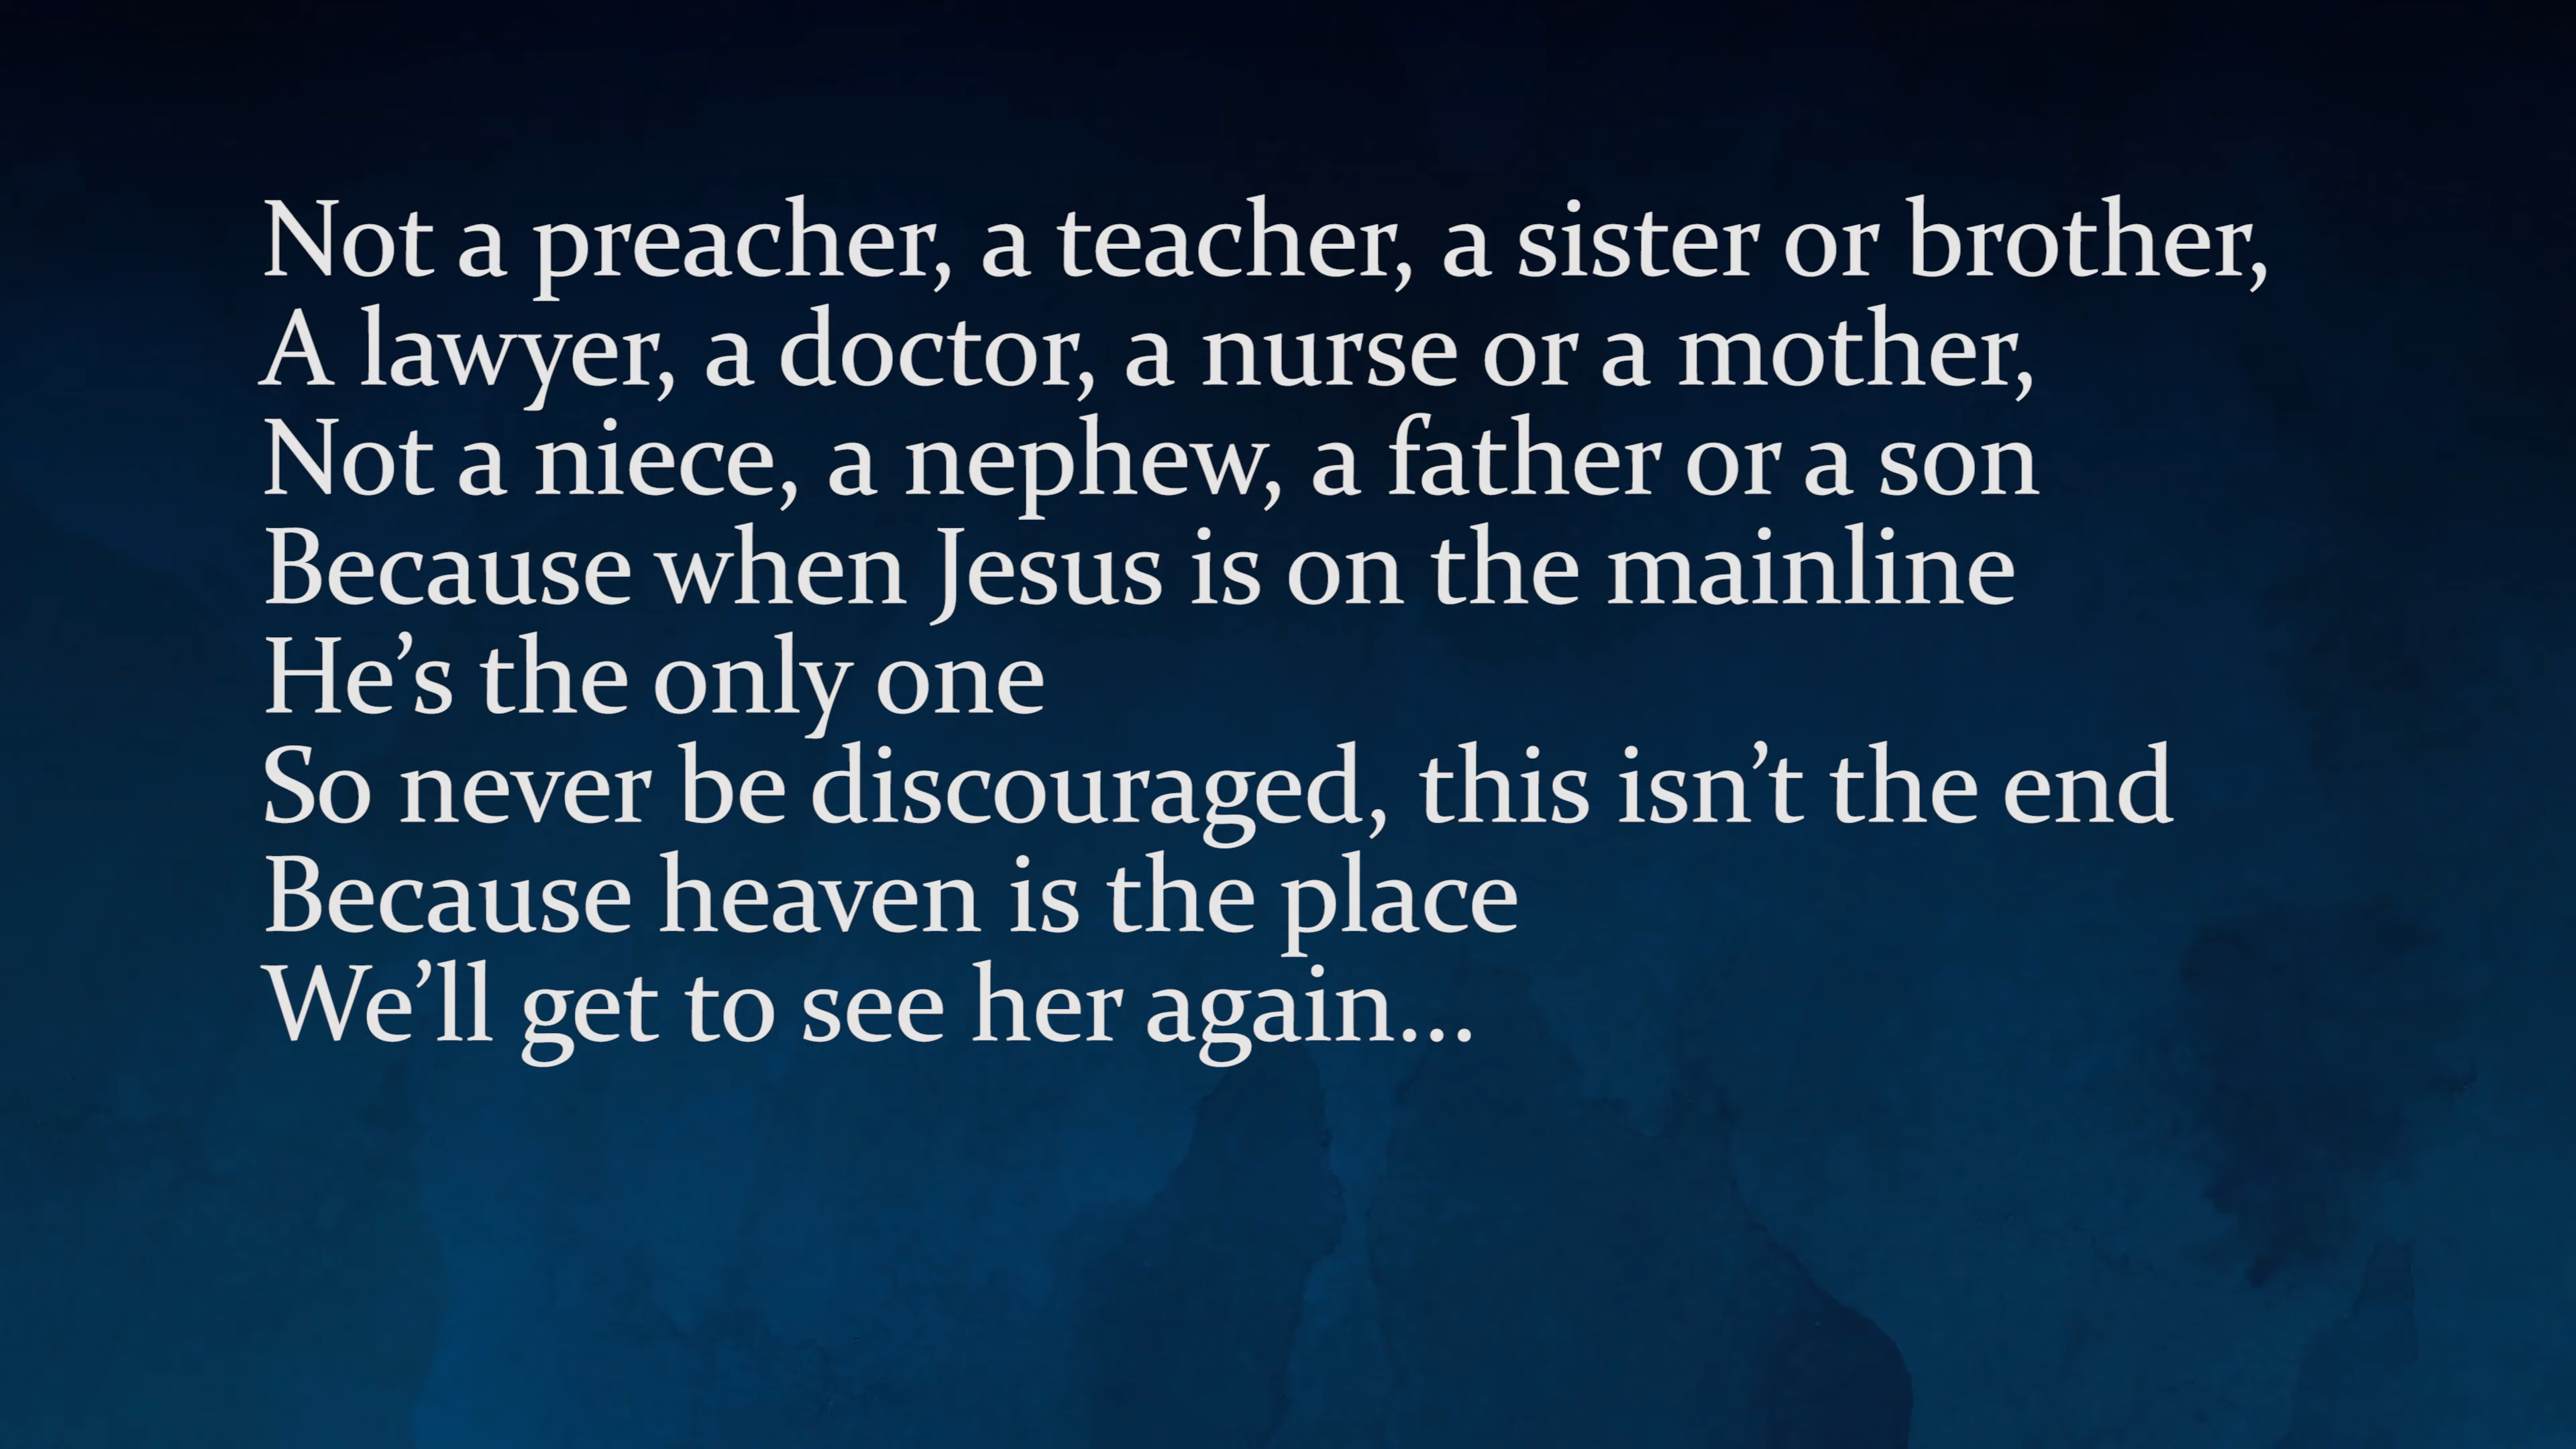 Not a preacher, a teacher, a sister or brother,
A lawyer, a doctor, a nurse or a mother,
Not a niece, a nephew, a father or a son
Because when Jesus is on the mainline
He’s the only one
So never be discouraged, this isn’t the end
Because heaven is the place
We’ll get to see her again...